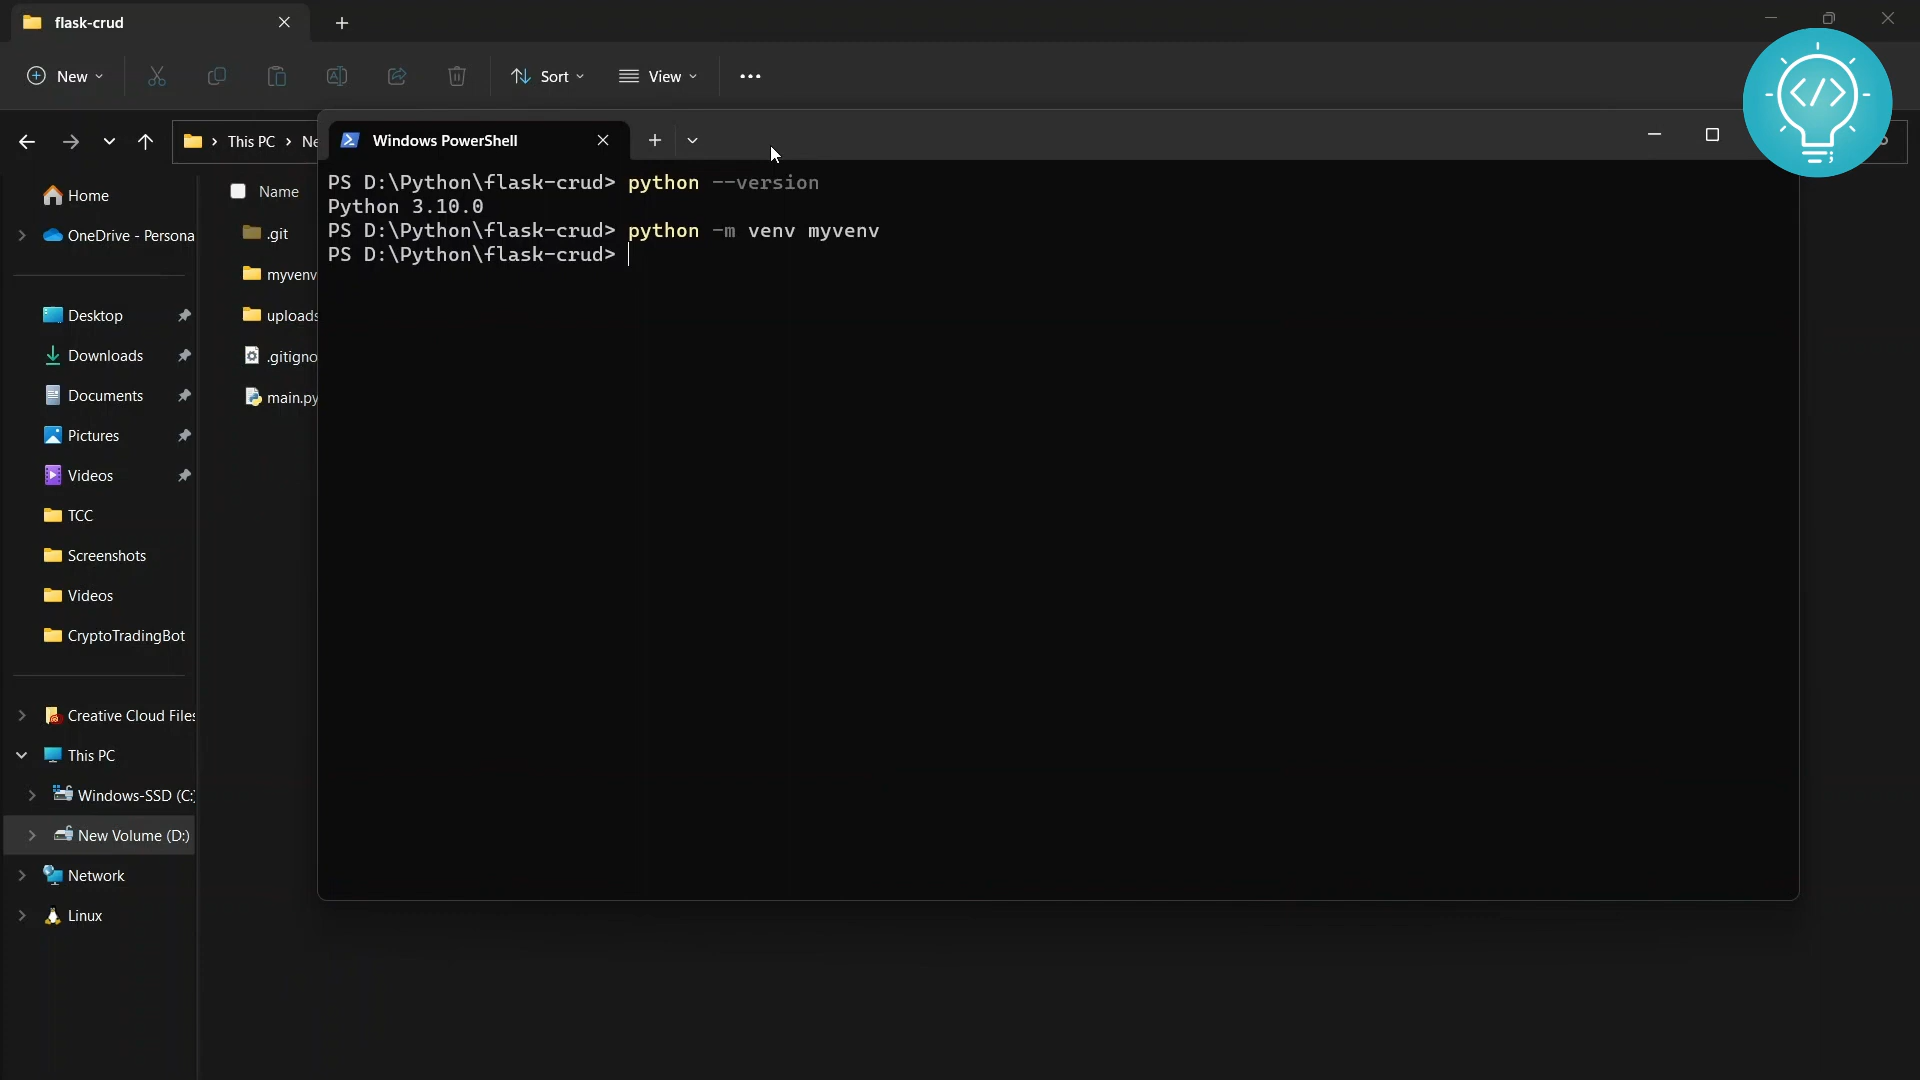 flask-crud
New
Sort
View
This PC
Windows PowerShell
PS D:\Python\flask-crud> python --version
Python 3.10.0
PS D:\Python\flask-crud> python -m venv myvenv
PS D:\Python\flask-crud>
Home
OneDrive - Persona
Desktop
Downloads
Documents
Pictures
Videos
TCC
Screenshots
Videos
CryptoTradingBot
Creative Cloud Files
This PC
Windows-SSD (C:)
New Volume (D:)
Network
Linux
Name
.git
myvenv
uploads
.gitigno
main.py